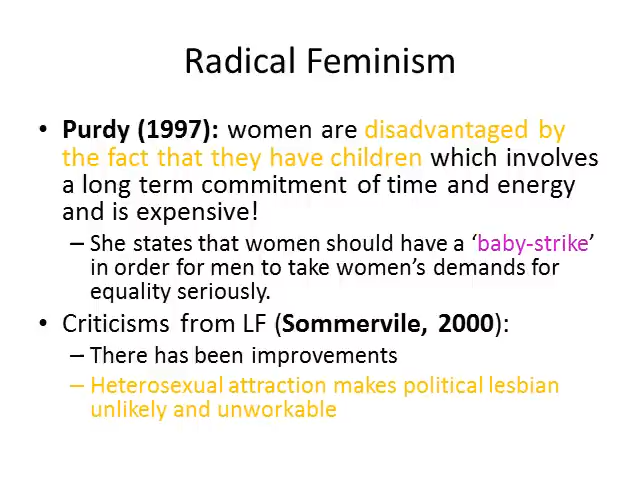 Radical Feminism
• Purdy (1997): women are disadvantaged by
the fact that they have children which involves
a long term commitment of time and energy
and is expensive!
– She states that women should have a ‘baby-strike’
in order for men to take women’s demands for
equality seriously.
• Criticisms from LF (Sommervile, 2000):
– There has been improvements
– Heterosexual attraction makes political lesbian
unlikely and unworkable